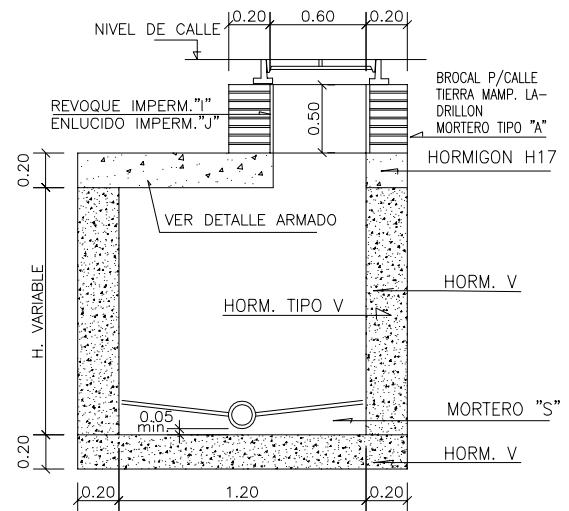 0.20 0.60 0.20
NIVEL DE CALLE
BROCAL P/CALLE
TIERRA MAMP. LA-
DRILLON
MORTERO TIPO "A"
REVOQUE IMPERM."I"
ENLUCIDO IMPERM."J"
0.50
HORMIGON H17
0.20
VER DETALLE ARMADO
H. VARIABLE
HORM. V
HORM. TIPO V
0.05
min.
MORTERO "S"
0.20
HORM. V
0.20 1.20 0.20